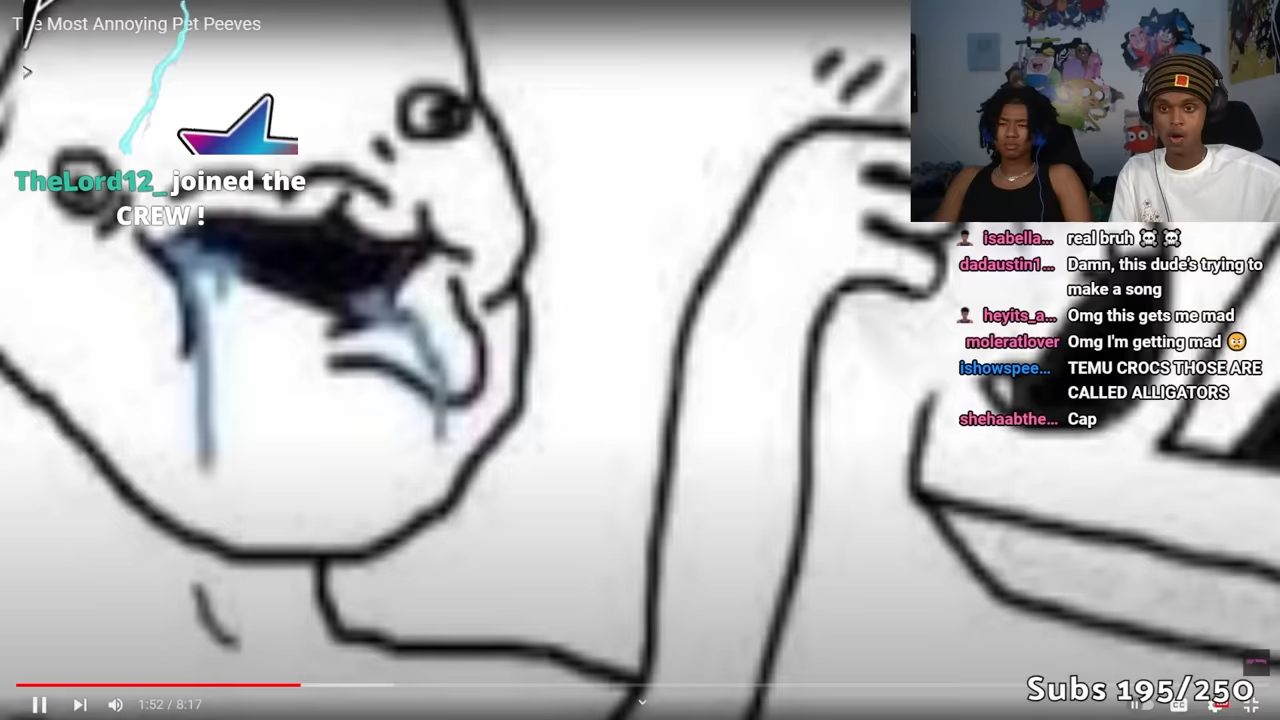 The Most Annoying Pet Peeves
TheLord12_ joined the
CREW !
isabella... real bruh ☠️ ☠️
dadaustin1... Damn, this dude's trying to
make a song
heyits_a... Omg this gets me mad
moleratlover Omg I'm getting mad 😳
ishowspee... TEMU CROCS THOSE ARE
CALLED ALLIGATORS
shehaabthe... Cap
Subs 195/250
1:52 / 8:17